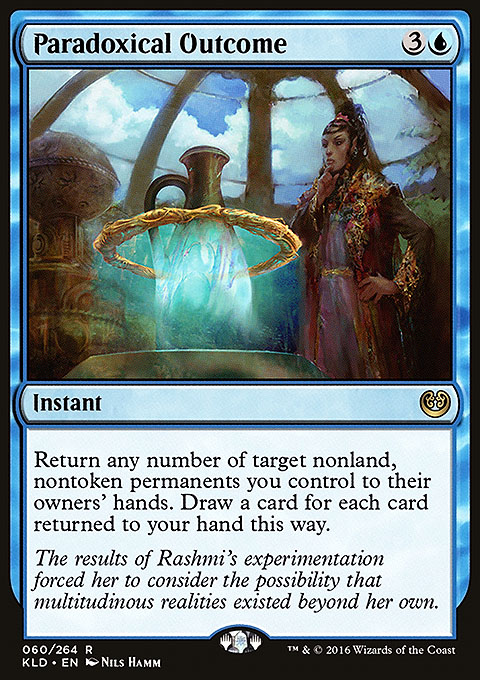 Paradoxical Outcome 3
Instant
Return any number of target nonland,
nontoken permanents you control to their
owners' hands. Draw a card for each card
returned to your hand this way.
The results of Rashmi's experimentation
forced her to consider the possibility that
multitudinous realities existed beyond her own.
060/264 R
KLD • EN Nils Hamm
™ & © 2016 Wizards of the Coast